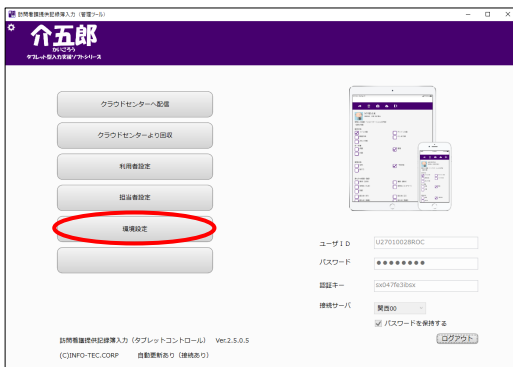 訪問看護提供記録簿入力（管理ツール）
介五郎
かいごろう
タブレット型入力支援ソフトシリーズ
クラウドセンターへ配信
クラウドセンターより回収
利用者設定
担当者設定
環境設定
ユーザＩＤ U27010028ROC
パスワード ●●●●●●●●
認証キー sx047fe3ibsx
接続サーバ 関西00
パスワードを保持する
ログアウト
訪問看護提供記録簿入力（タブレットコントロール） Ver.2.5.0.5
(C)INFO-TEC.CORP 自動更新あり（接続あり）